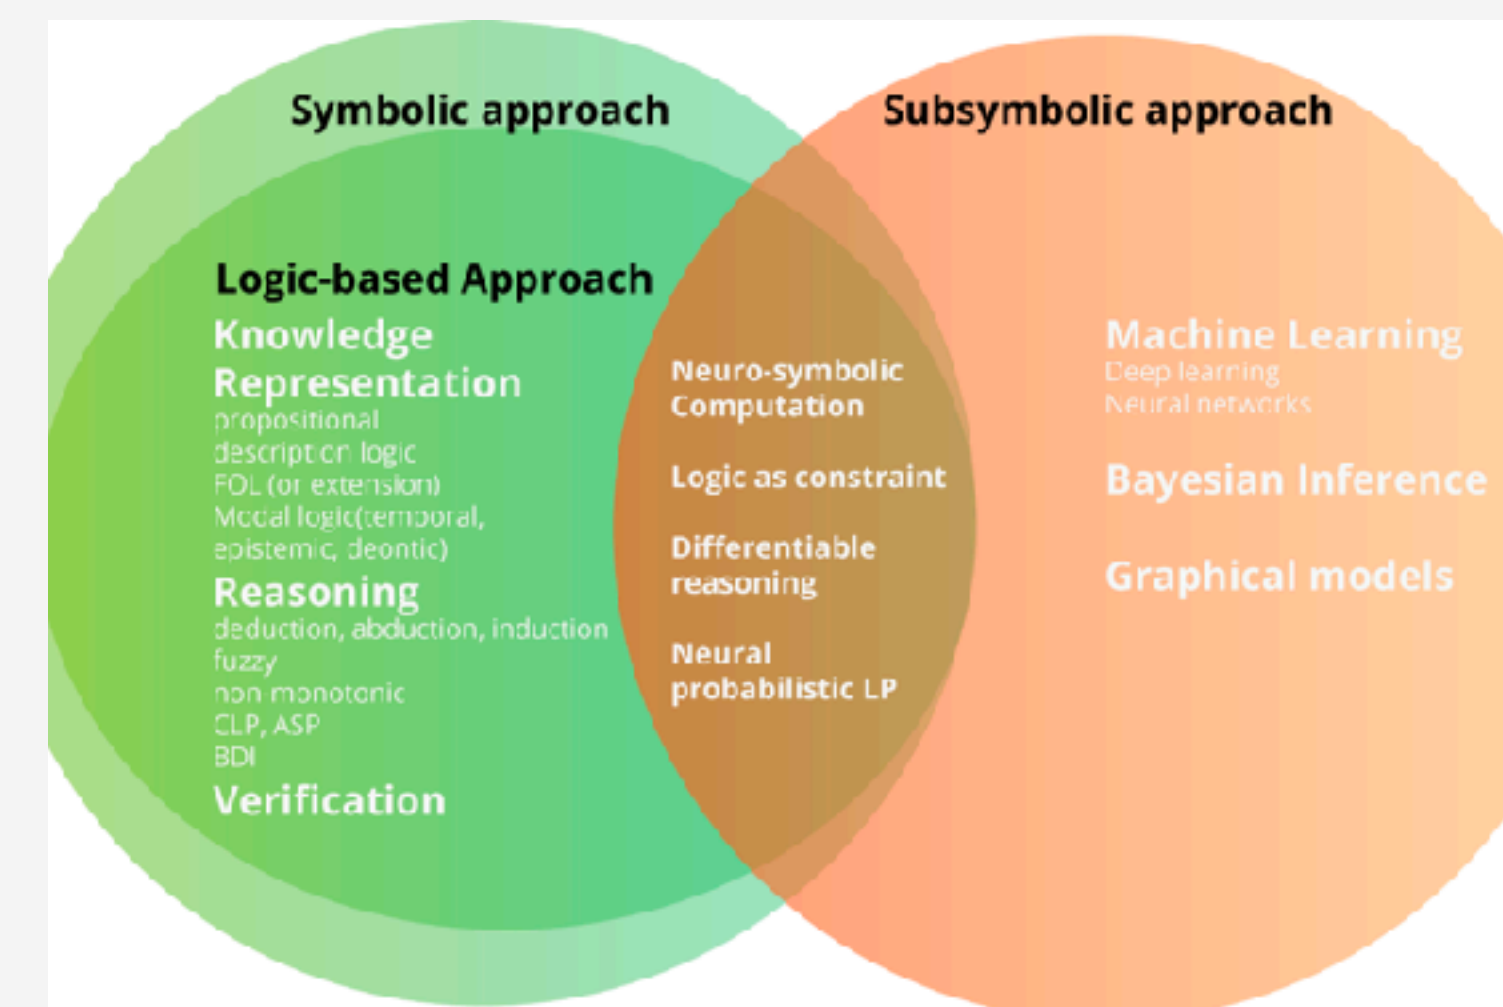 Symbolic approach
Logic-based Approach
Knowledge
Representation
propositional
description logic
FOL (or extension)
Modal logic(temporal,
epistemic, deontic)
Reasoning
deduction, abduction, induction
fuzzy
non-monotonic
CLP, ASP
BDI
Verification
Neuro-symbolic
Computation
Logic as constraint
Differentiable
reasoning
Neural
probabilistic LP
Subsymbolic approach
Machine Learning
Deep learning
Neural networks
Bayesian Inference
Graphical models